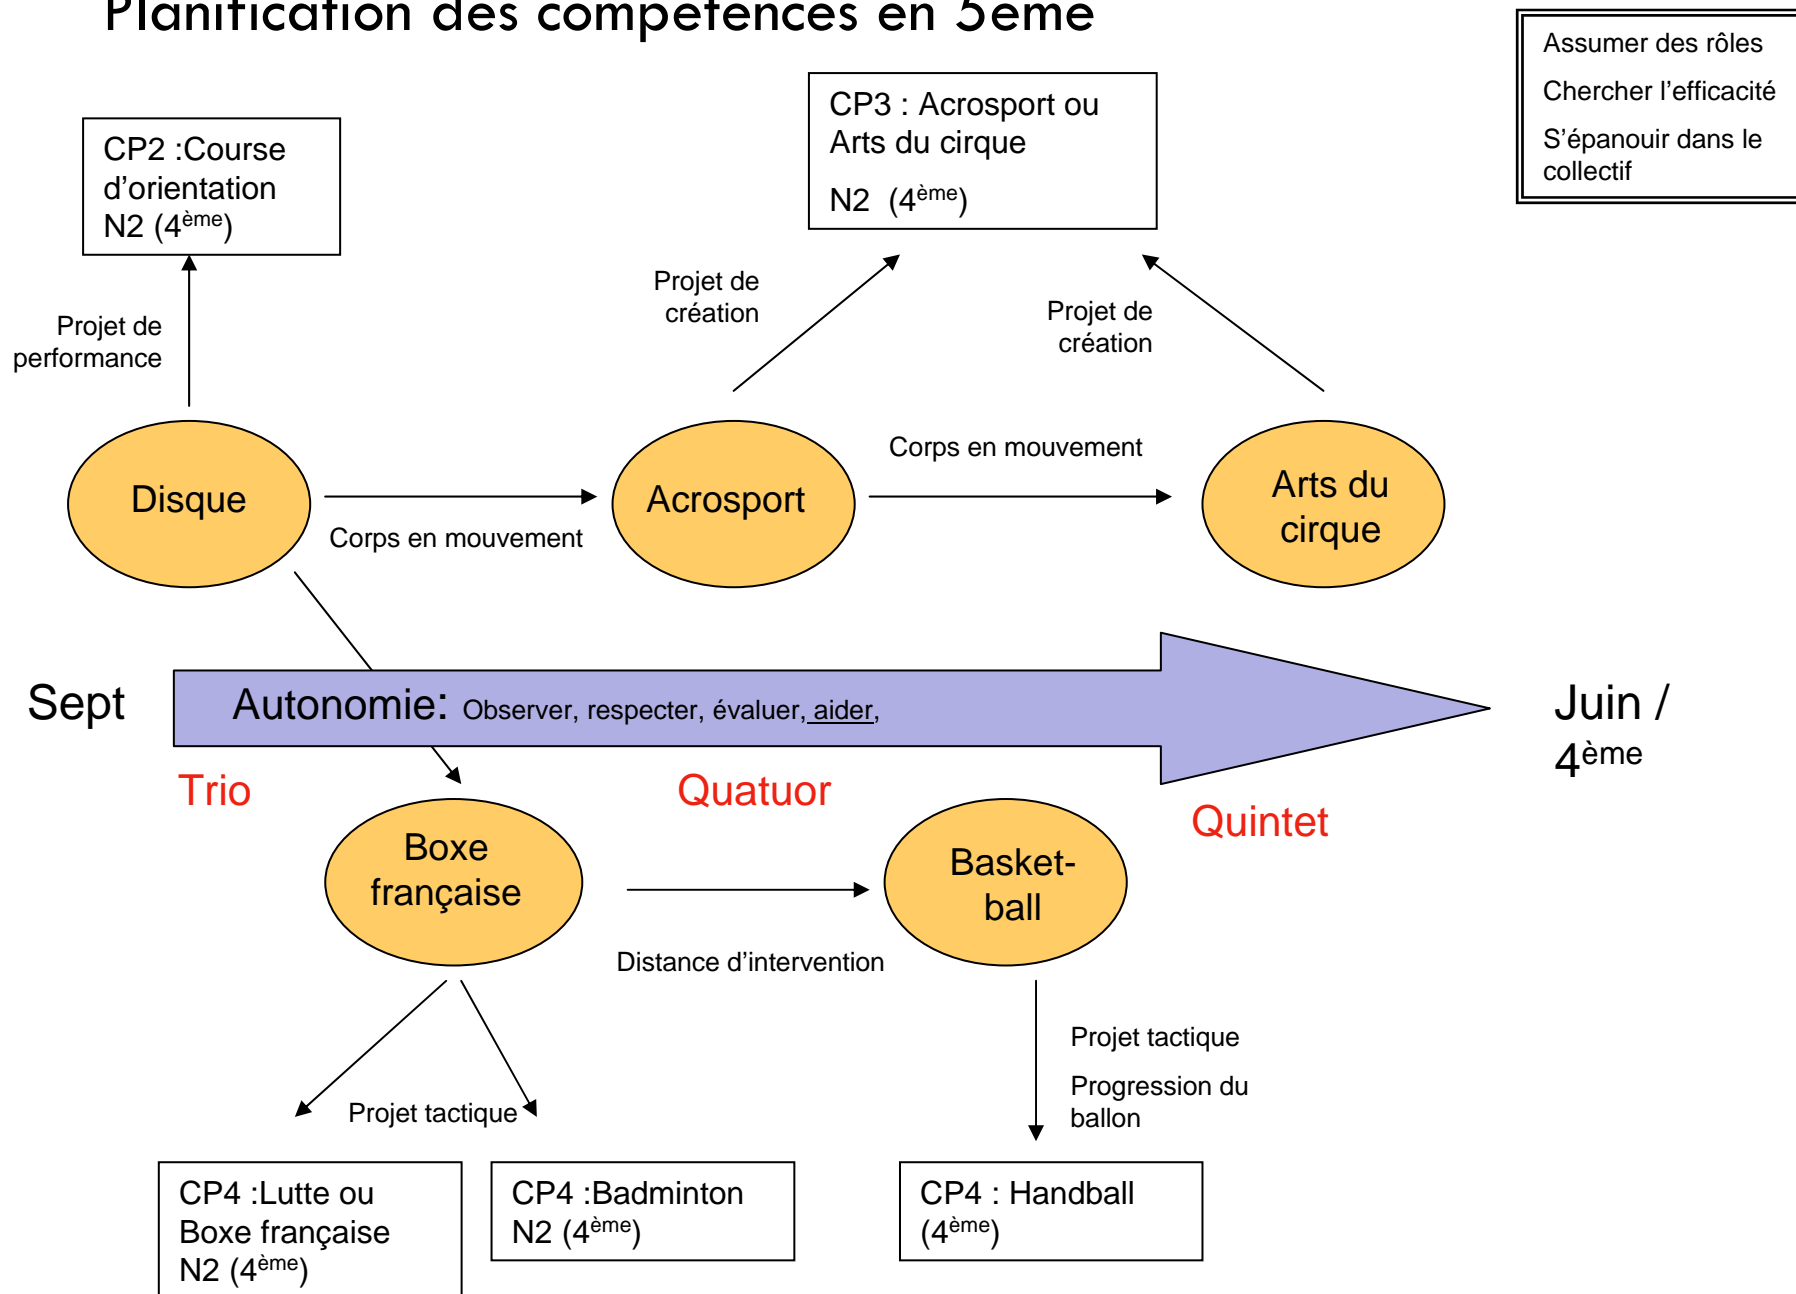 Planification des compétences en 5ème
Assumer des rôles
Chercher l'efficacité
S'épanouir dans le
collectif
CP3 : Acrosport ou
Arts du cirque
N2  (4ème)
CP2 :Course
d'orientation
N2 (4ème)
Projet de
création
Projet de
création
Projet de
performance
Disque
Corps en mouvement
Acrosport
Corps en mouvement
Arts du
cirque
Sept
Autonomie: Observer, respecter, évaluer, aider,
Juin /
4ème
Trio
Quatuor
Quintet
Boxe
française
Distance d'intervention
Basket-
ball
Projet tactique
Projet tactique
Progression du
ballon
CP4 :Lutte ou
Boxe française
N2 (4ème)
CP4 :Badminton
N2 (4ème)
CP4 : Handball
(4ème)